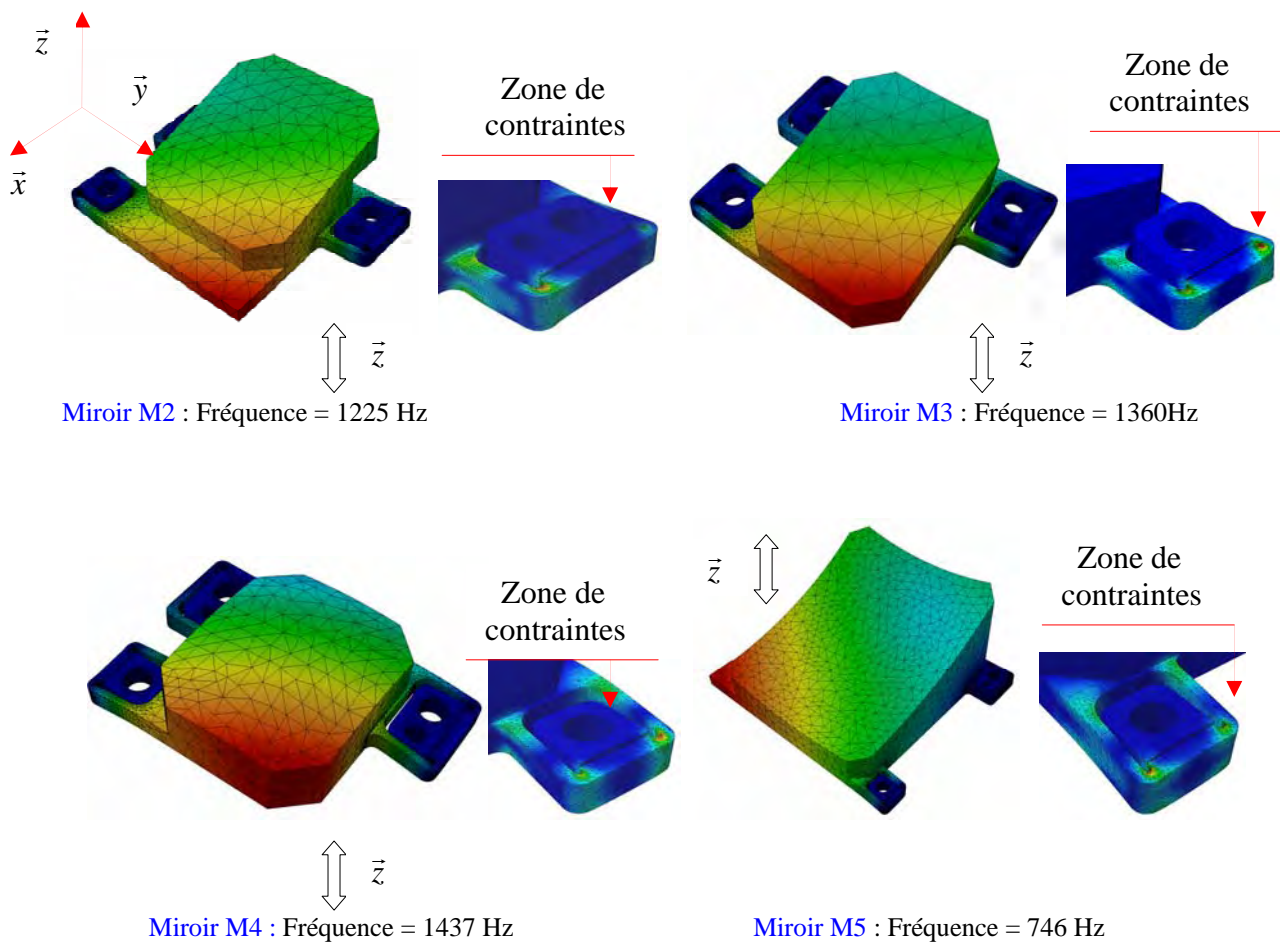 z
y
x
Zone de
contraintes
Zone de
contraintes
z
Miroir M2 : Fréquence = 1225 Hz
z
Miroir M3 : Fréquence = 1360Hz
Zone de
contraintes
z
Zone de
contraintes
z
Miroir M4 : Fréquence = 1437 Hz
Miroir M5 : Fréquence = 746 Hz